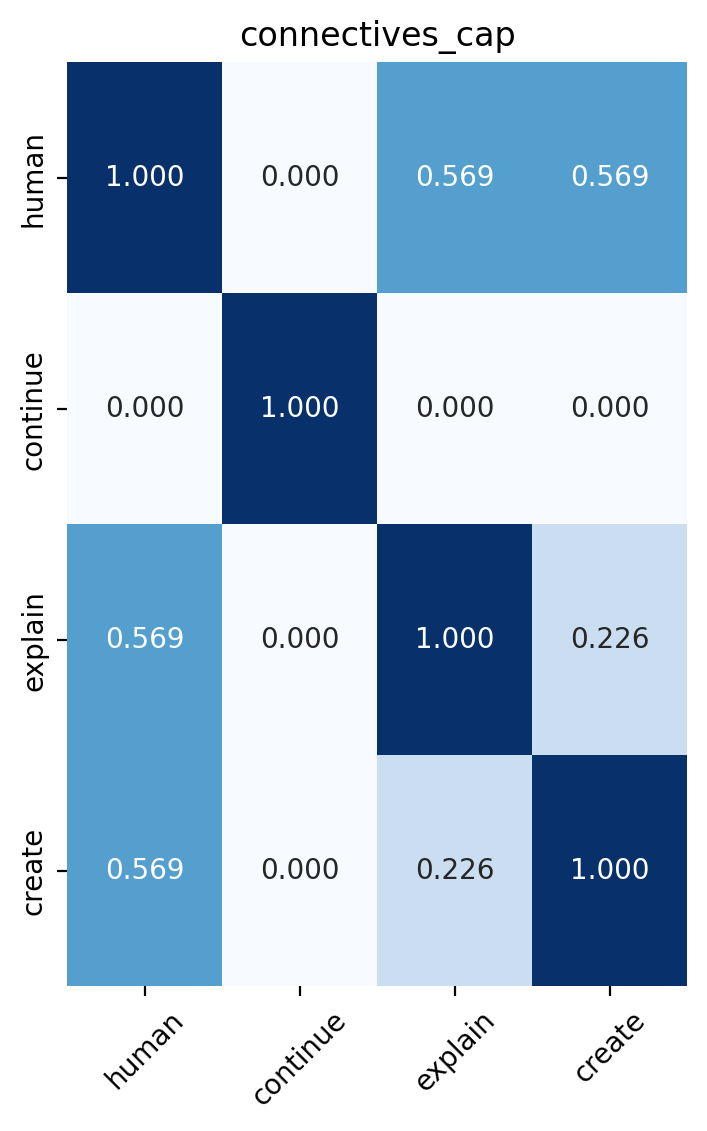 connectives_cap
human
1.000 0.000 0.569 0.569
continue
0.000 1.000 0.000 0.000
explain
0.569 0.000 1.000 0.226
create
0.569 0.000 0.226 1.000
human continue explain create